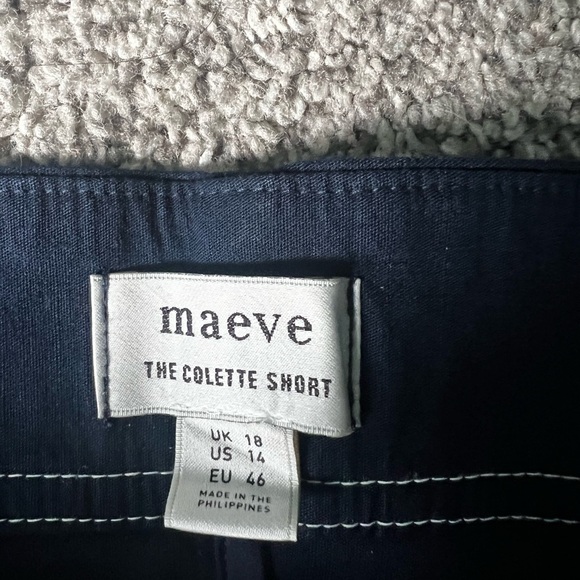 maeve
THE COLETTE SHORT
UK 18
US 14
EU 46
MADE IN THE
PHILIPPINES